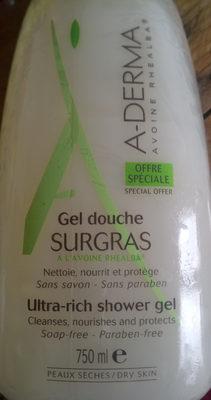 A-DERMA
AVOINE RHEALBA®
OFFRE
SPÉCIALE
SPECIAL OFFER
Gel douche
SURGRAS
A L'AVOINE RHEALBA®
Nettoie, nourrit et protège
Sans savon - Sans paraben
Ultra-rich shower gel
Cleanses, nourishes and protects
Soap-free - Paraben-free
750 ml e
PEAUX SECHES / DRY SKIN